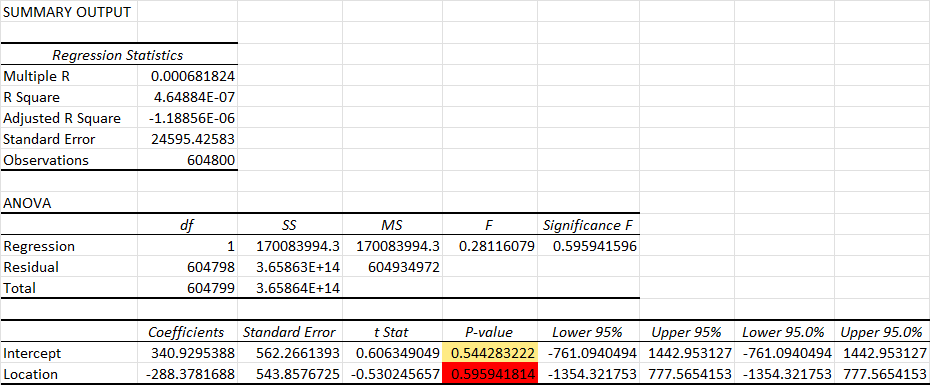 SUMMARY OUTPUT
Regression Statistics
Multiple R 0.000681824
R Square 4.64884E-07
Adjusted R Square -1.18856E-06
Standard Error 24595.42583
Observations 604800
ANOVA
df SS MS F Significance F
Regression 1 170083994.3 170083994.3 0.28116079 0.595941596
Residual 604798 3.65863E+14 604934972
Total 604799 3.65864E+14
Coefficients Standard Error t Stat P-value Lower 95% Upper 95% Lower 95.0% Upper 95.0%
Intercept 340.9295388 562.2661393 0.606349049 0.544283222 -761.0940494 1442.953127 -761.0940494 1442.953127
Location -288.3781688 543.8576725 -0.530245657 0.595941814 -1354.321753 777.5654153 -1354.321753 777.5654153